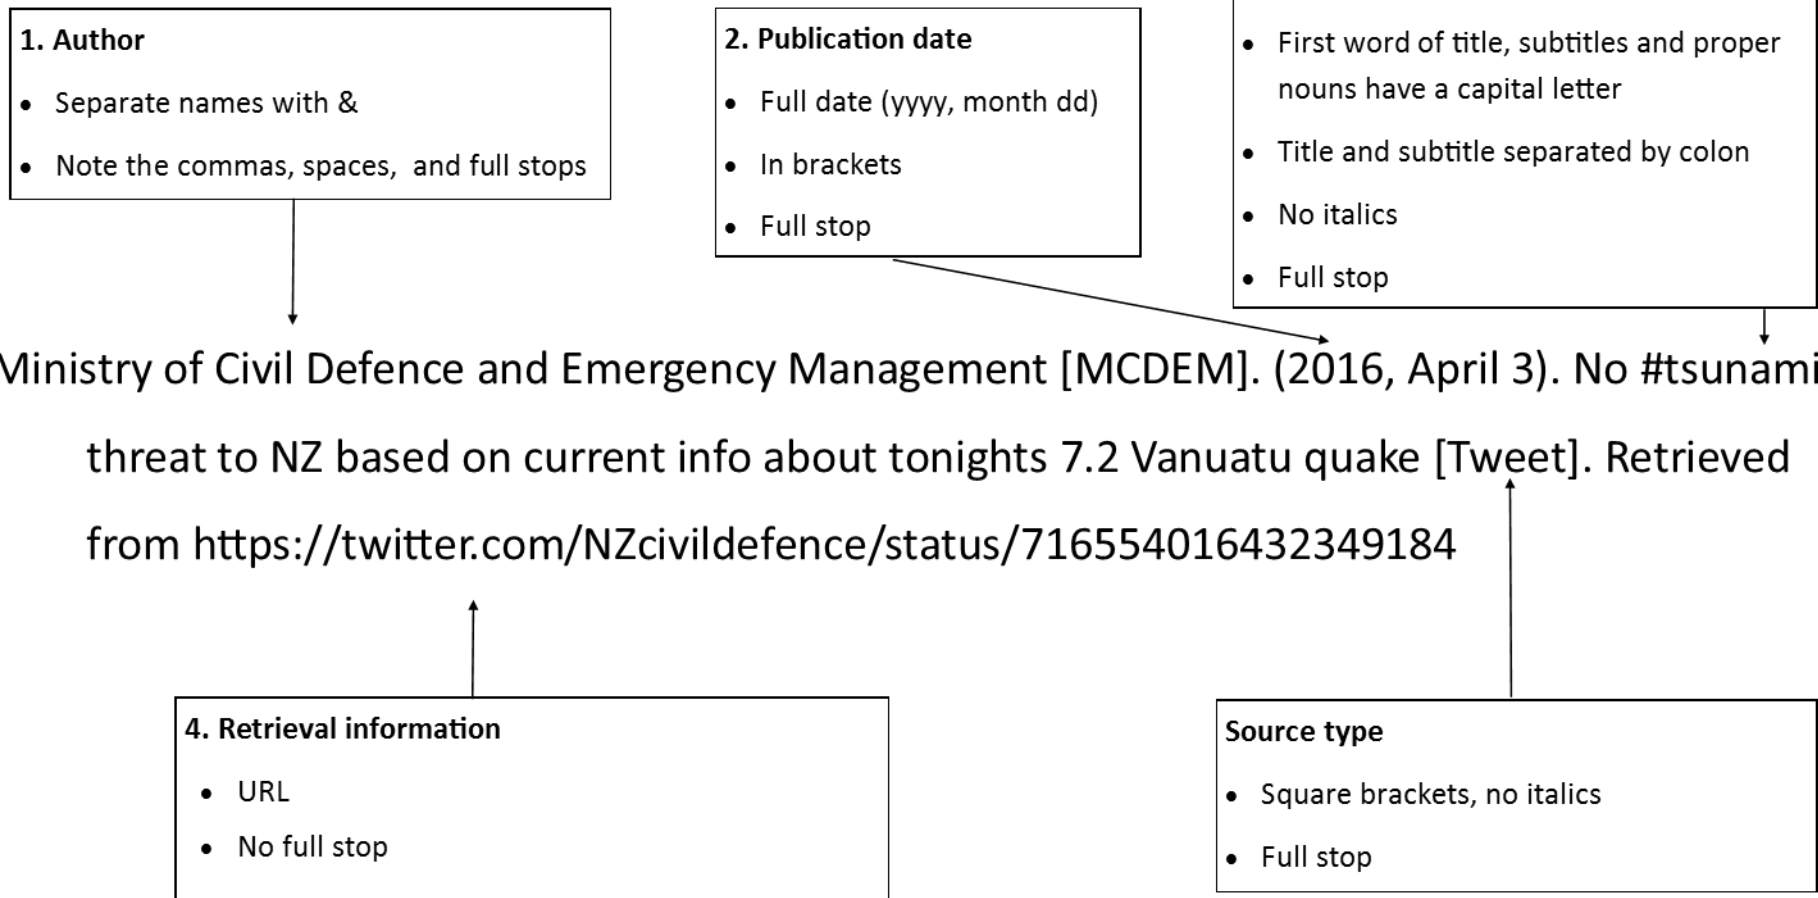 1. Author
• Separate names with &
• Note the commas, spaces, and full stops
2. Publication date
• Full date (yyyy, month dd)
• In brackets
• Full stop
• First word of title, subtitles and proper
nouns have a capital letter
• Title and subtitle separated by colon
• No italics
• Full stop
Ministry of Civil Defence and Emergency Management [MCDEM]. (2016, April 3). No #tsunami
threat to NZ based on current info about tonights 7.2 Vanuatu quake [Tweet]. Retrieved
from https://twitter.com/NZcivildefence/status/716554016432349184
4. Retrieval information
• URL
• No full stop
Source type
• Square brackets, no italics
• Full stop